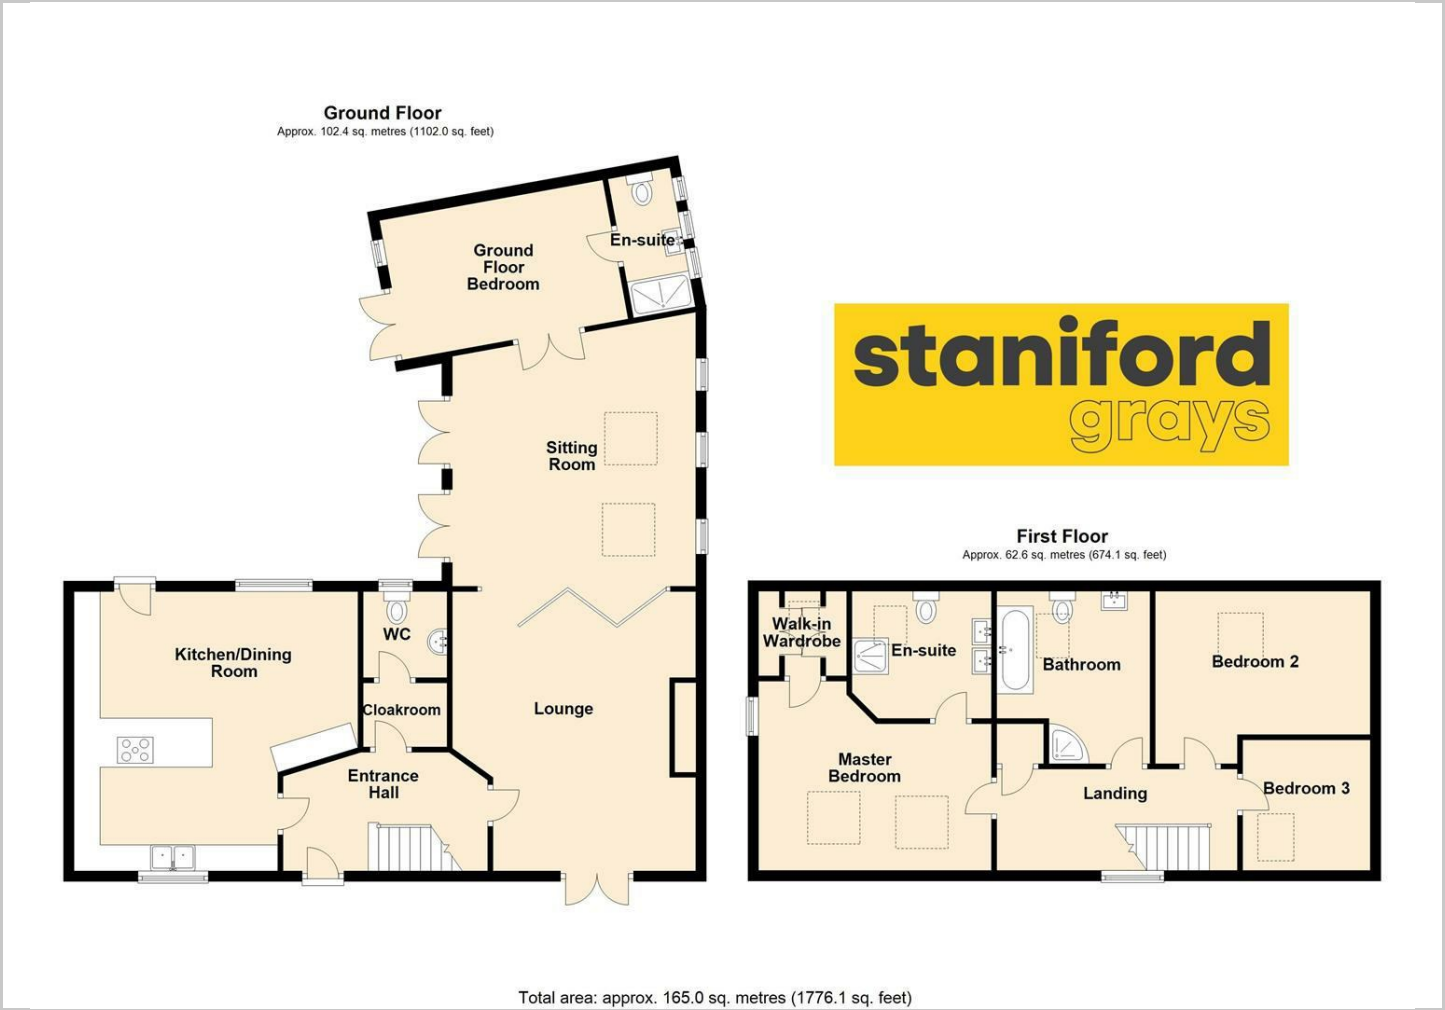 Ground Floor
Approx. 102.4 sq. metres (1102.0 sq. feet)
Ground
Floor
Bedroom
En-suite
Sitting
Room
Kitchen/Dining
Room
WC
Cloakroom
Lounge
Entrance
Hall
staniford
grays
First Floor
Approx. 62.6 sq. metres (674.1 sq. feet)
Walk-in
Wardrobe
En-suite
Bathroom
Bedroom 2
Master
Bedroom
Landing
Bedroom 3
Total area: approx. 165.0 sq. metres (1776.1 sq. feet)